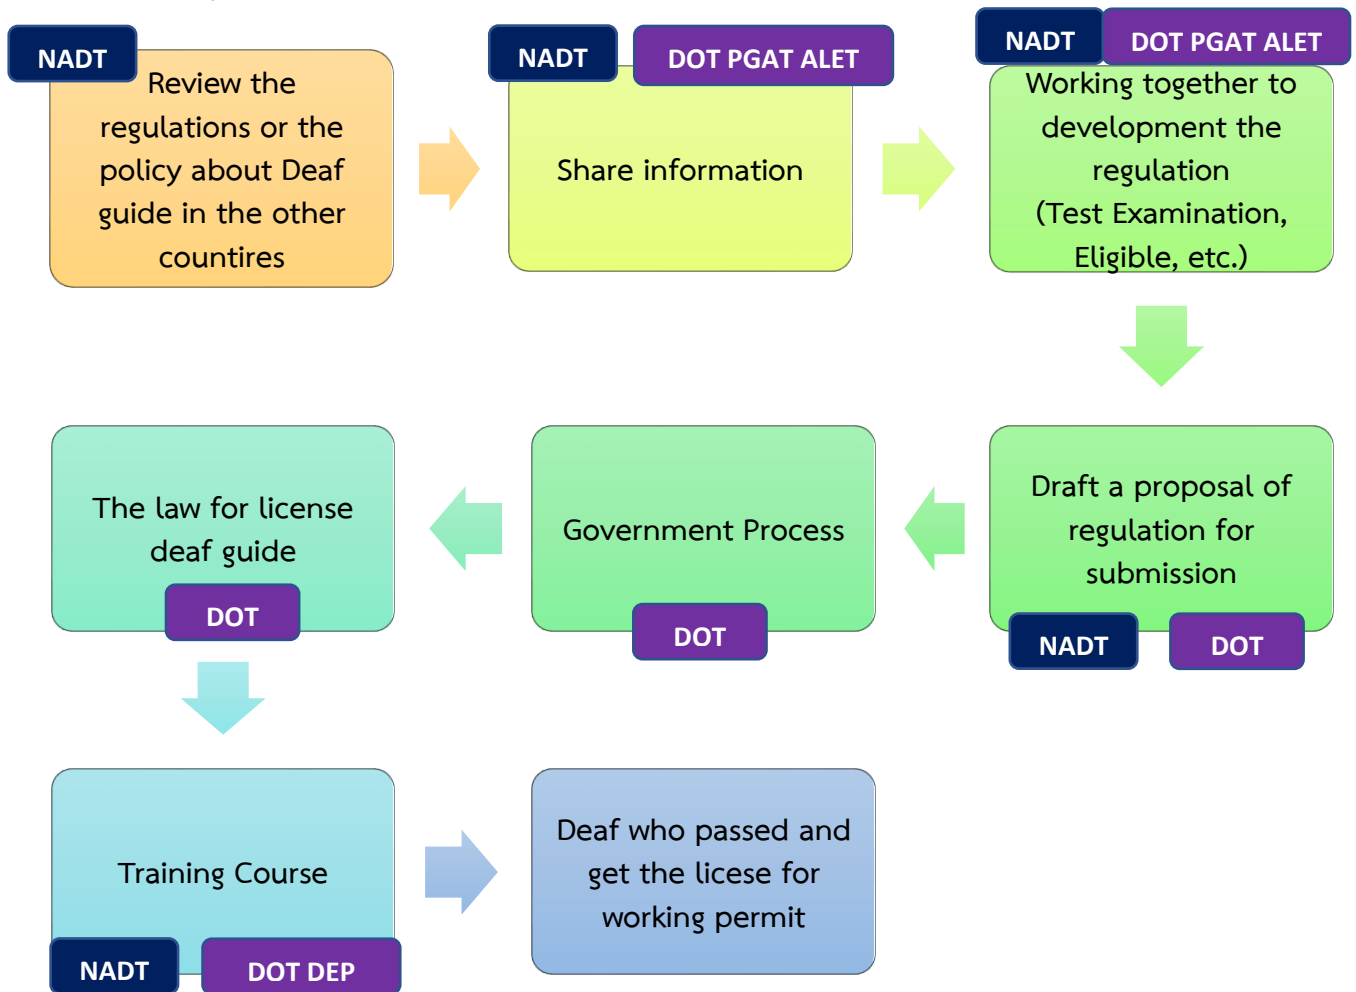 NADT
Review the
regulations or the
policy about Deaf
guide in the other
countires
NADT
DOT PGAT ALET
Share information
NADT
DOT PGAT ALET
Working together to
development the
regulation
(Test Examination,
Eligible, etc.)
Draft a proposal of
regulation for
submission
NADT
DOT
Government Process
DOT
The law for license
deaf guide
DOT
Training Course
NADT
DOT DEP
Deaf who passed and
get the licese for
working permit